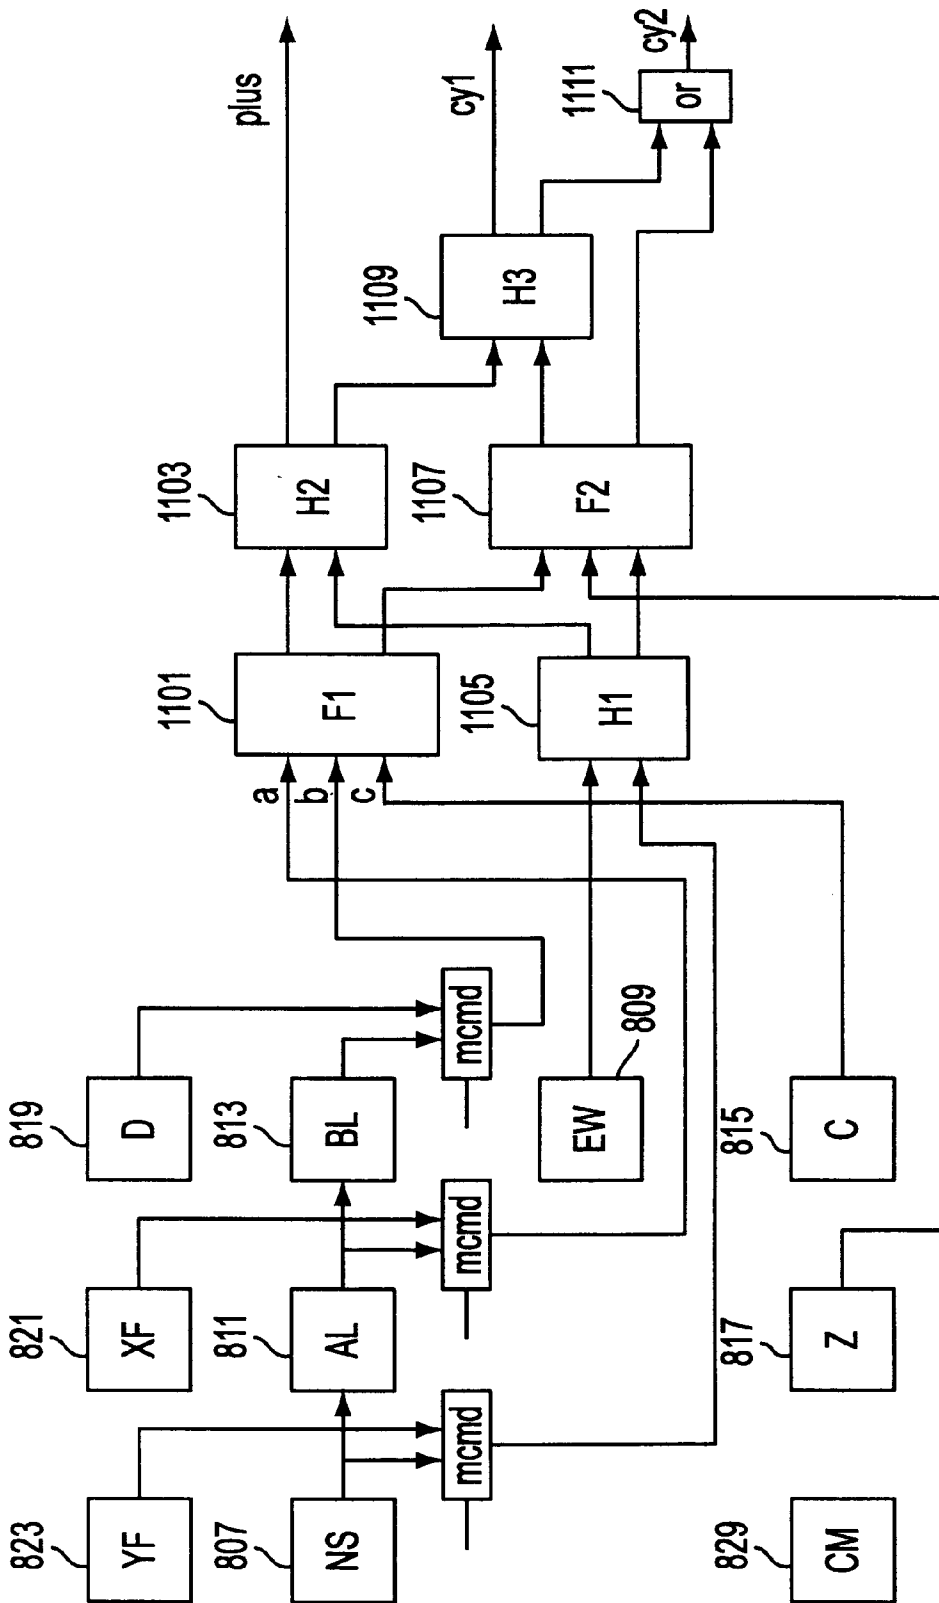 823
YF
821
XF
819
D
807
NS
811
AL
813
BL
mcmd
mcmd
mcmd
EW
809
829
CM
817
Z
815
C
a
b
c
1101
F1
1105
H1
1103
H2
1107
F2
1109
H3
1111
or
plus
cy1
cy2